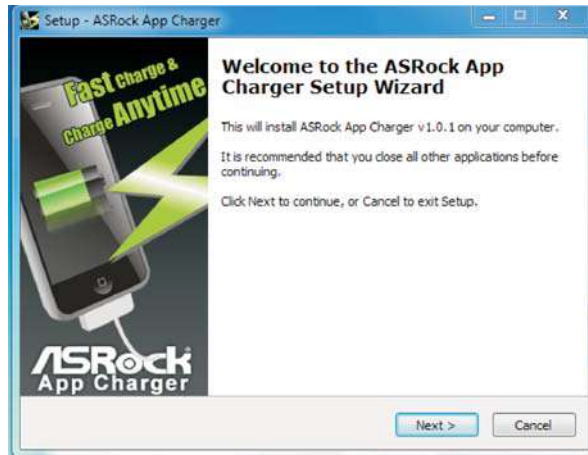 Setup - ASRock App Charger
Fast Charge &
Charge Anytime
ASRock
App Charger
Welcome to the ASRock App
Charger Setup Wizard
This will install ASRock App Charger v1.0.1 on your computer.
It is recommended that you close all other applications before
continuing.
Click Next to continue, or Cancel to exit Setup.
Next >
Cancel